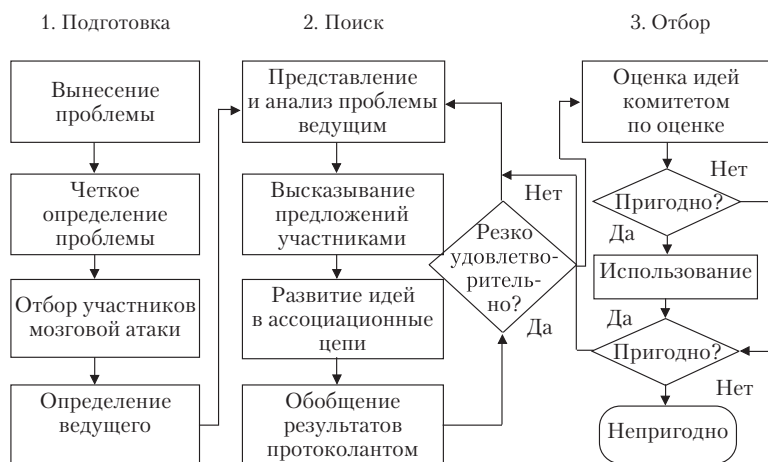 1. Подготовка
2. Поиск
3. Отбор
Вынесение
проблемы
Четкое
определение
проблемы
Отбор участников
мозговой атаки
Определение
ведущего
Представление
и анализ проблемы
ведущим
Высказывание
предложений
участниками
Развитие идей
в ассоциационные
цепи
Обобщение
результатов
протоколантом
Нет
Резко
удовлетво-
ритель-
но?
Да
Оценка идей
комитетом
по оценке
Нет
Пригодно?
Да
Использование
Да
Пригодно?
Нет
Непригодно